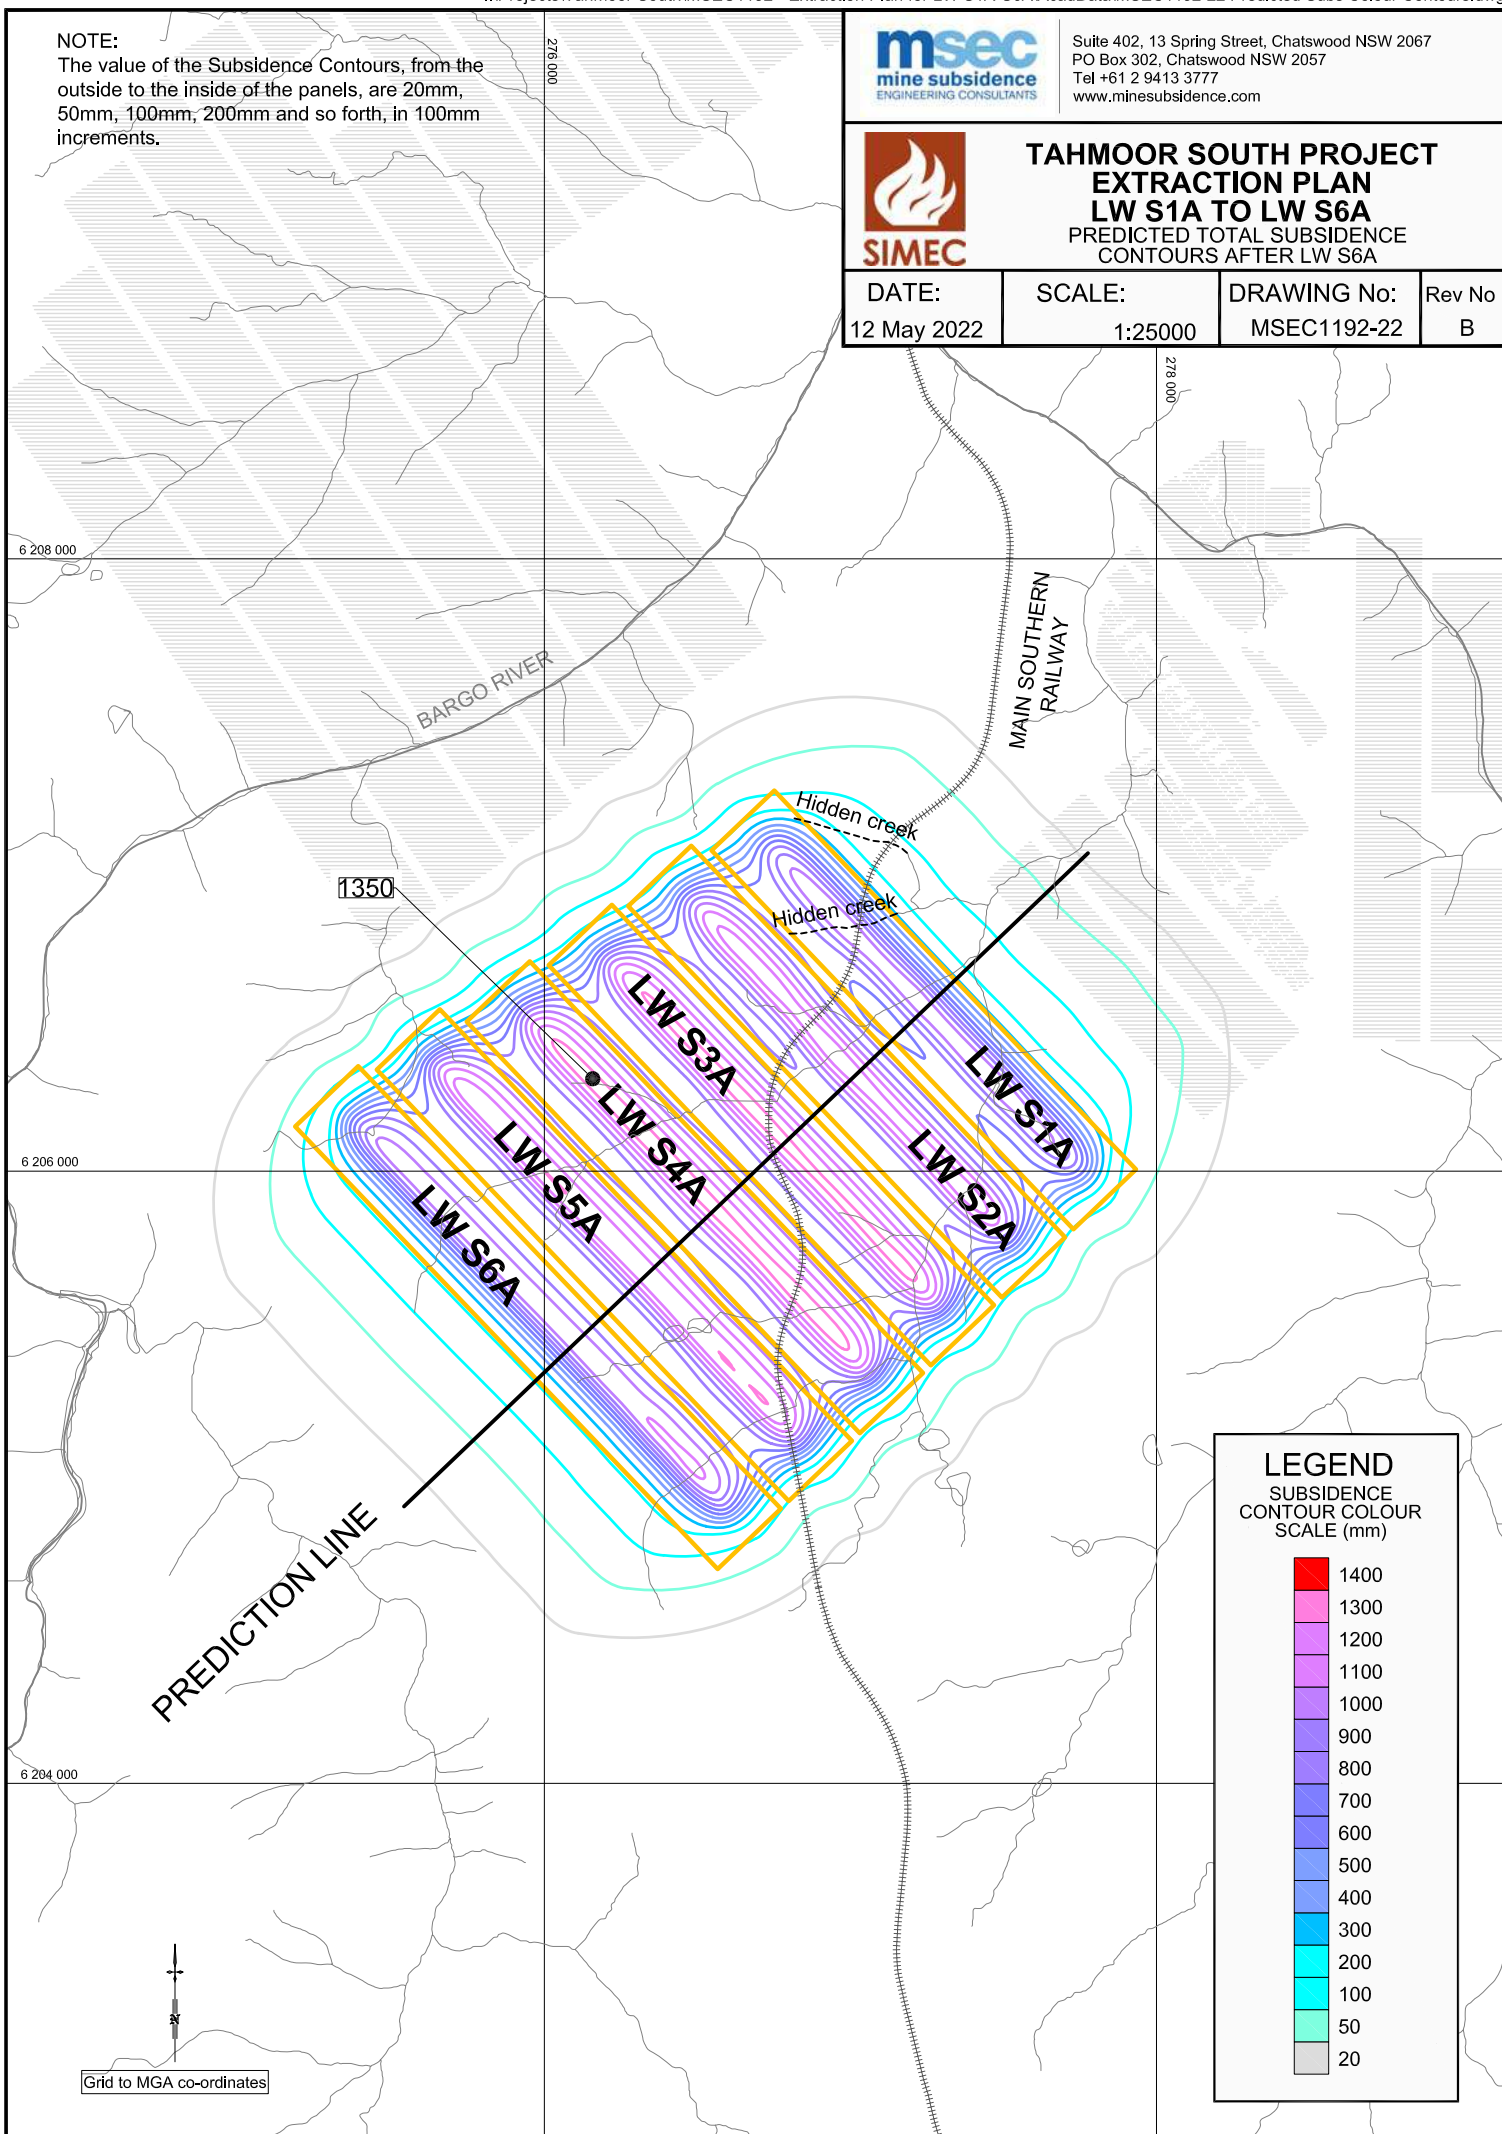 NOTE:
The value of the Subsidence Contours, from the
outside to the inside of the panels, are 20mm,
50mm, 100mm, 200mm and so forth, in 100mm
increments.
276 000
msec
mine subsidence
ENGINEERING CONSULTANTS
Suite 402, 13 Spring Street, Chatswood NSW 2067
PO Box 302, Chatswood NSW 2057
Tel +61 2 9413 3777
www.minesubsidence.com
SIMEC
TAHMOOR SOUTH PROJECT
EXTRACTION PLAN
LW S1A TO LW S6A
PREDICTED TOTAL SUBSIDENCE
CONTOURS AFTER LW S6A
DATE:
12 May 2022
SCALE:
1:25000
DRAWING No:
MSEC1192-22
Rev No
B
278 000
6 208 000
MAIN SOUTHERN
RAILWAY
BARGO RIVER
Hidden creek
Hidden creek
1350
LW S3A
LW S1A
LW S4A
LW S2A
LW S5A
LW S6A
6 206 000
PREDICTION LINE
6 204 000
LEGEND
SUBSIDENCE
CONTOUR COLOUR
SCALE (mm)
1400
1300
1200
1100
1000
900
800
700
600
500
400
300
200
100
50
20
N
Grid to MGA co-ordinates